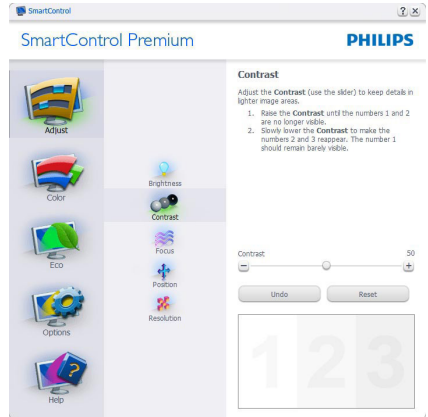 SmartControl
SmartControl Premium
PHILIPS
Adjust
Color
Eco
Options
Help
Brightness
Contrast
Focus
Position
Resolution
Contrast
Adjust the Contrast (use the slider) to keep details in
lighter image areas.
1. Raise the Contrast until the numbers 1 and 2
are no longer visible.
2. Slowly lower the Contrast to make the
numbers 2 and 3 reappear. The number 1
should remain barely visible.
Contrast 50
Undo Reset
1 2 3